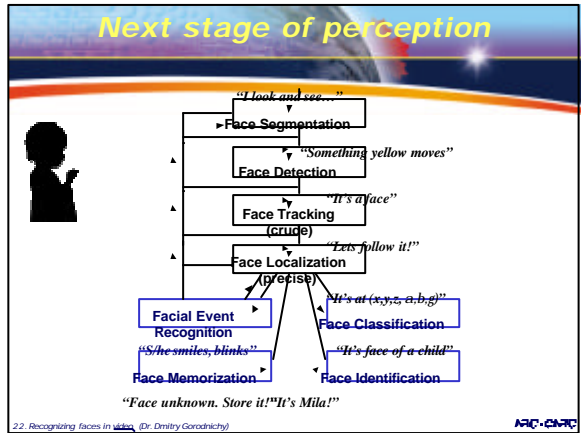 Next stage of perception
“I look and see…”
Face Segmentation
“Something yellow moves”
Face Detection
“It’s a face”
Face Tracking
(crude)
“Lets follow it!”
Face Localization
(precise)
“It’s at (x,y,z, α,b,g)”
Facial Event
Recognition
Face Classification
“S/he smiles, blinks”
“It’s face of a child”
Face Memorization
Face Identification
“Face unknown. Store it!”
“It’s Mila!”
22. Recognizing faces in video (Dr. Dmitry Gorodnichy)
NRC-CNRC